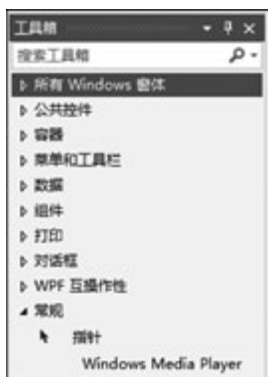 工具箱
搜索工具箱
所有 Windows 窗体
公共控件
容器
菜单和工具栏
数据
组件
打印
对话框
WPF 互操作性
常规
指针
Windows Media Player